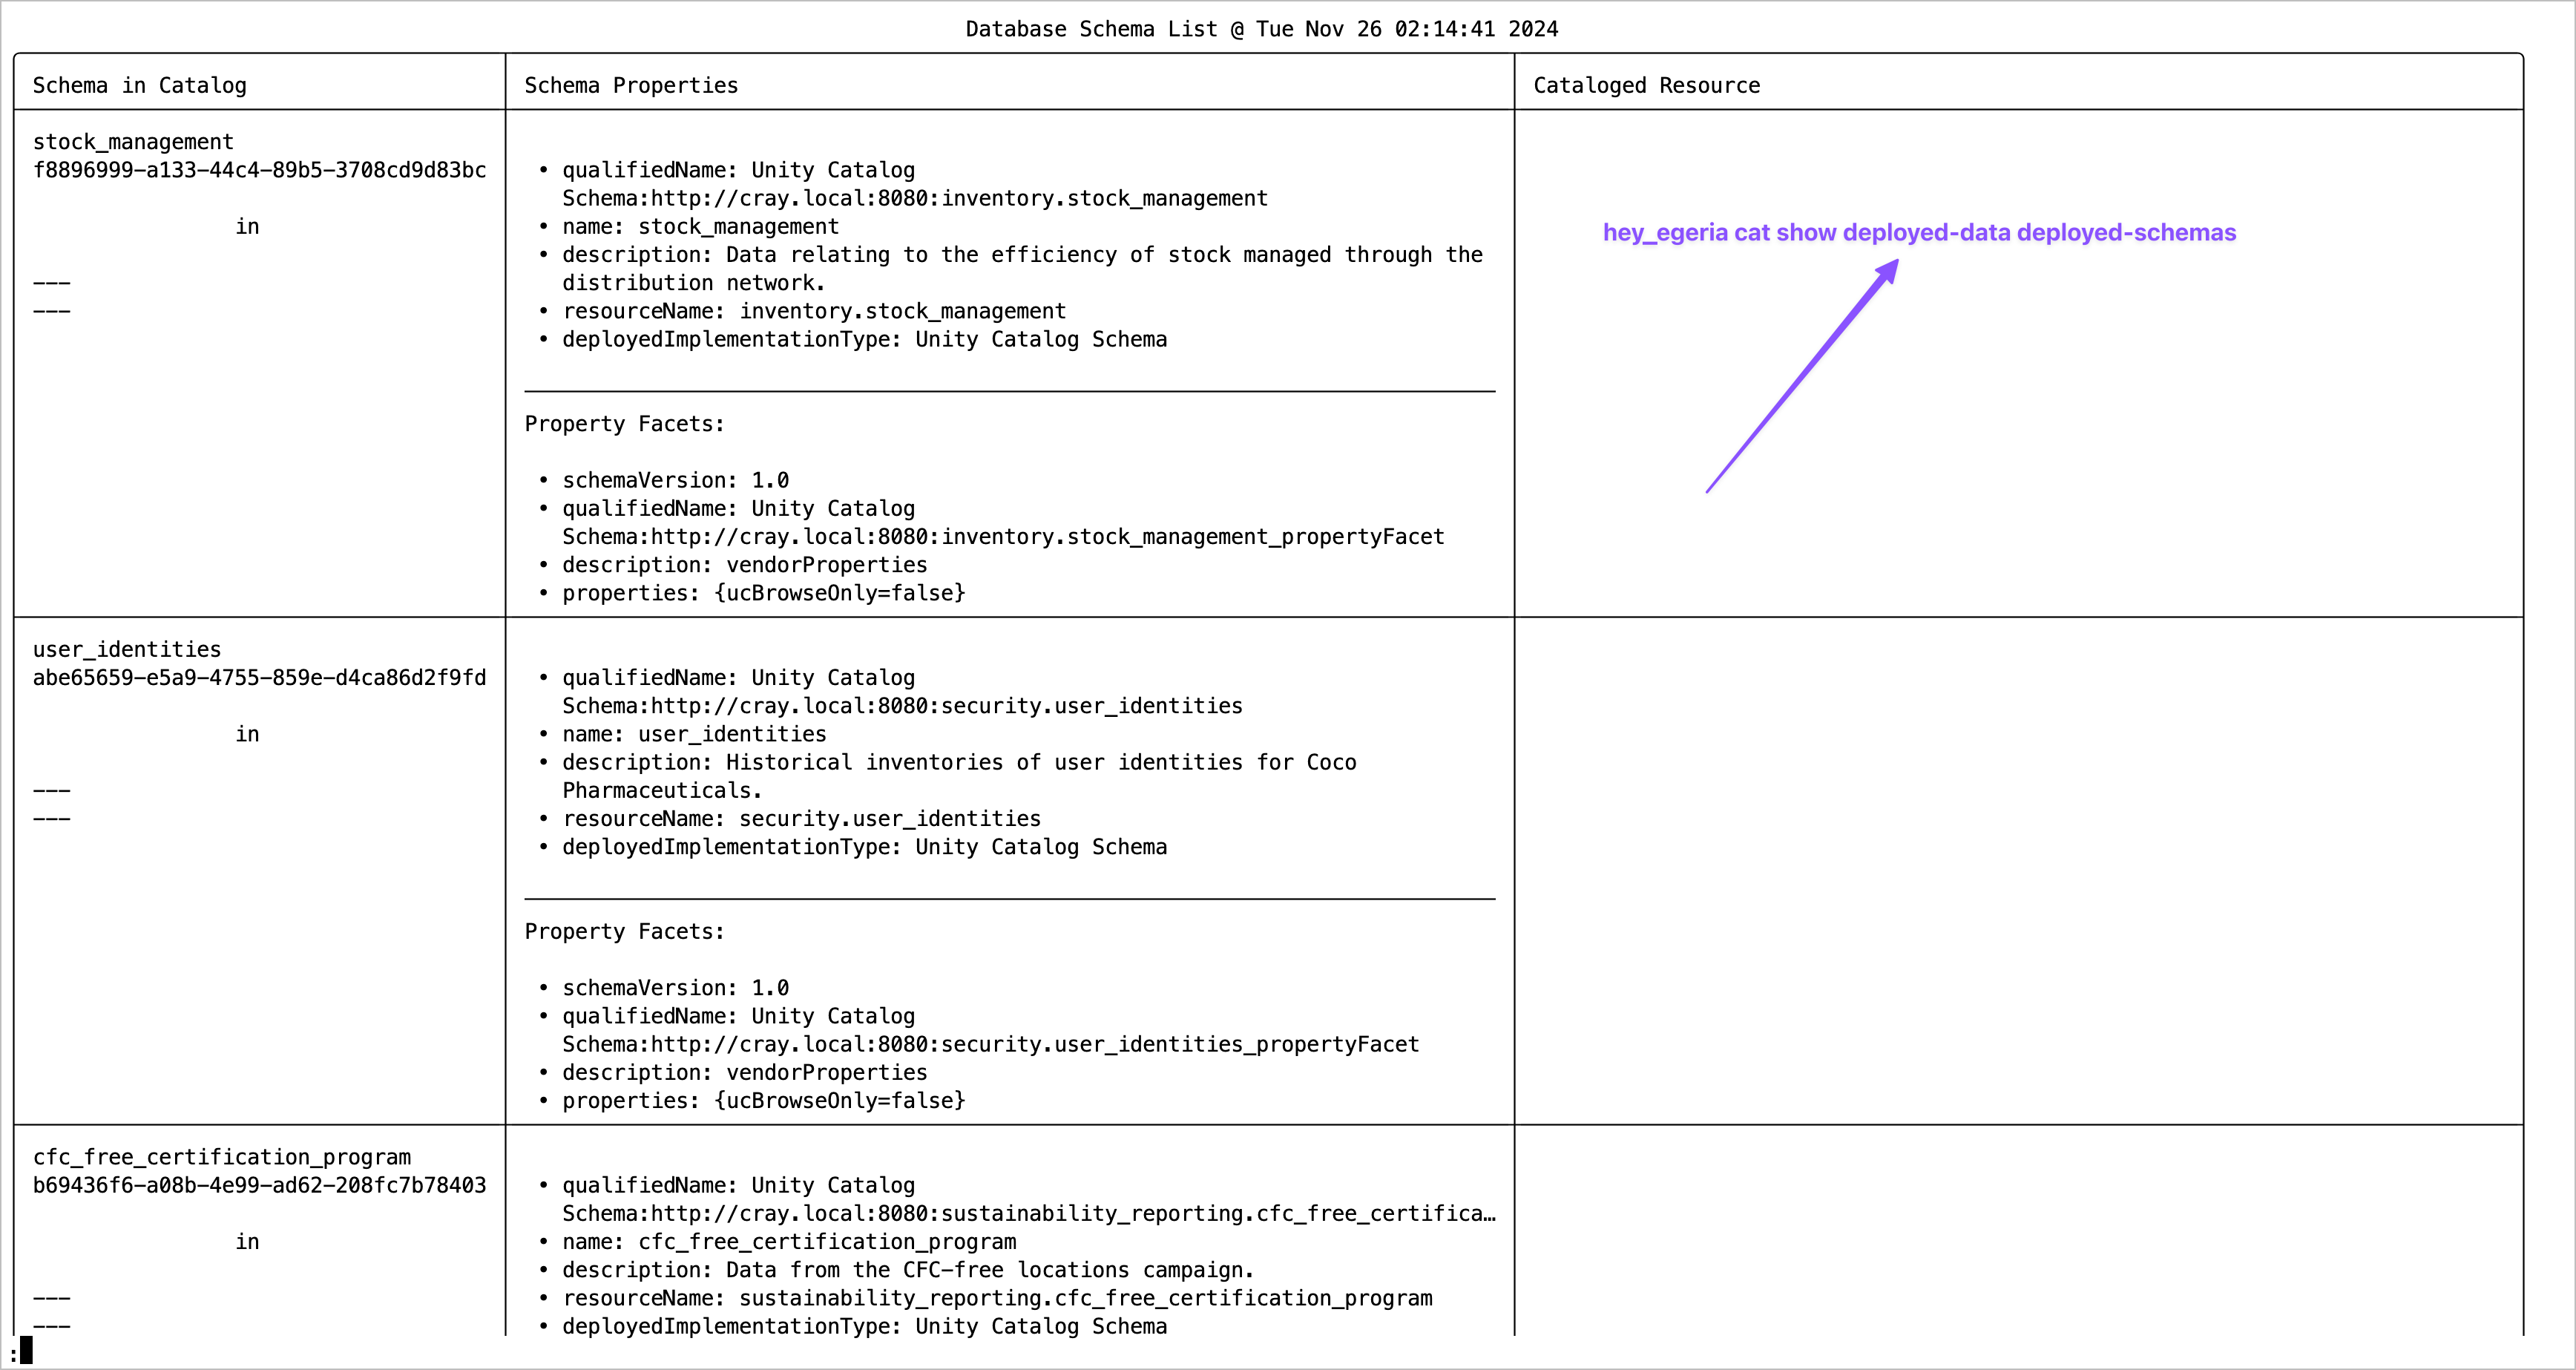 Database Schema List @ Tue Nov 26 02:14:41 2024
Schema in Catalog
Schema Properties
Cataloged Resource
stock_management
f8896999-a133-44c4-89b5-3708cd9d83bc
in
---
---
• qualifiedName: Unity Catalog
Schema:http://cray.local:8080:inventory.stock_management
• name: stock_management
• description: Data relating to the efficiency of stock managed through the
distribution network.
• resourceName: inventory.stock_management
• deployedImplementationType: Unity Catalog Schema
Property Facets:
• schemaVersion: 1.0
• qualifiedName: Unity Catalog
Schema:http://cray.local:8080:inventory.stock_management_propertyFacet
• description: vendorProperties
• properties: {ucBrowseOnly=false}
hey_egeria cat show deployed-data deployed-schemas
user_identities
abe65659-e5a9-4755-859e-d4ca86d2f9fd
in
---
---
• qualifiedName: Unity Catalog
Schema:http://cray.local:8080:security.user_identities
• name: user_identities
• description: Historical inventories of user identities for Coco
Pharmaceuticals.
• resourceName: security.user_identities
• deployedImplementationType: Unity Catalog Schema
Property Facets:
• schemaVersion: 1.0
• qualifiedName: Unity Catalog
Schema:http://cray.local:8080:security.user_identities_propertyFacet
• description: vendorProperties
• properties: {ucBrowseOnly=false}
cfc_free_certification_program
b69436f6-a08b-4e99-ad62-208fc7b78403
in
---
---
• qualifiedName: Unity Catalog
Schema:http://cray.local:8080:sustainability_reporting.cfc_free_certifica…
• name: cfc_free_certification_program
• description: Data from the CFC-free locations campaign.
• resourceName: sustainability_reporting.cfc_free_certification_program
• deployedImplementationType: Unity Catalog Schema
: